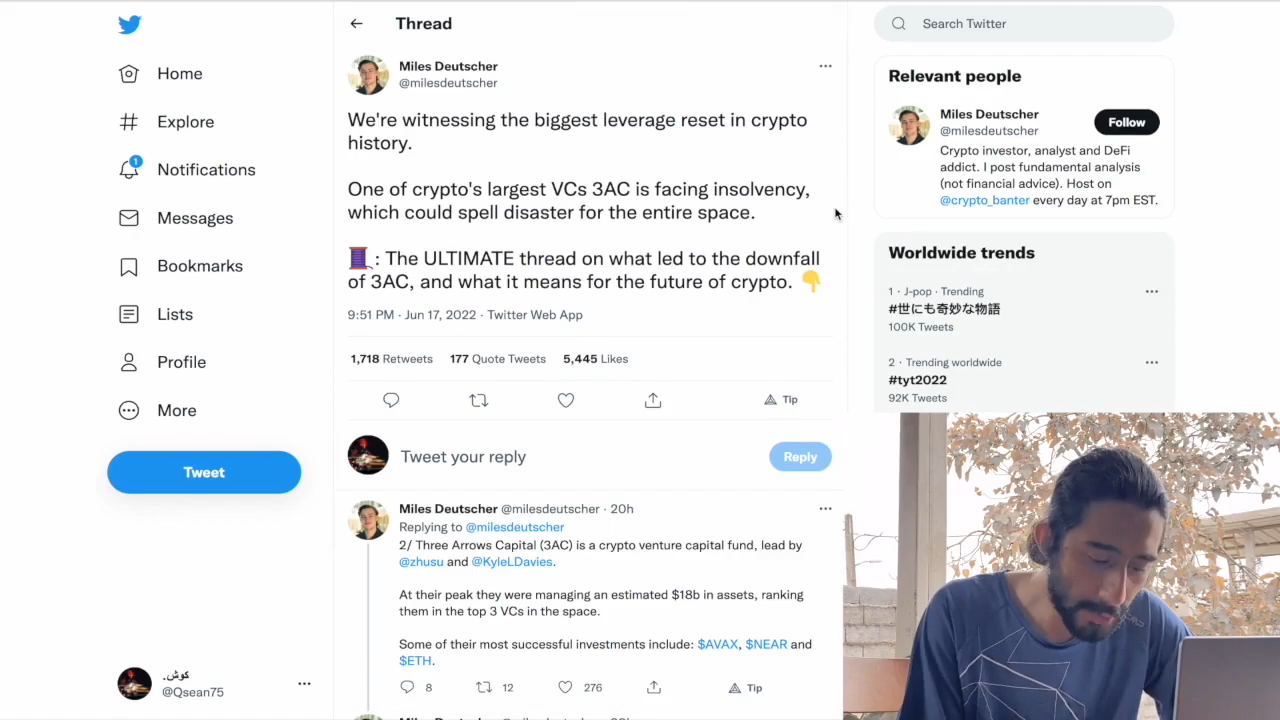 Home
Explore
1
Notifications
Messages
Bookmarks
Lists
Profile
More
Tweet
كوش.
@Qsean75
Thread
Miles Deutscher
@milesdeutscher
We're witnessing the biggest leverage reset in crypto
history.
One of crypto's largest VCs 3AC is facing insolvency,
which could spell disaster for the entire space.
🧵: The ULTIMATE thread on what led to the downfall
of 3AC, and what it means for the future of crypto. 👇
9:51 PM · Jun 17, 2022 · Twitter Web App
1,718 Retweets 177 Quote Tweets 5,445 Likes
Tip
Tweet your reply
Reply
Miles Deutscher @milesdeutscher · 20h
Replying to @milesdeutscher
2/ Three Arrows Capital (3AC) is a crypto venture capital fund, lead by
@zhusu and @KyleLDavies.
At their peak they were managing an estimated $18b in assets, ranking
them in the top 3 VCs in the space.
Some of their most successful investments include: $AVAX, $NEAR and
$ETH.
8 12 276 Tip
Search Twitter
Relevant people
Miles Deutscher
@milesdeutscher
Follow
Crypto investor, analyst and DeFi
addict. I post fundamental analysis
(not financial advice). Host on
@crypto_banter every day at 7pm EST.
Worldwide trends
1 · J-pop · Trending
#世にも奇妙な物語
100K Tweets
2 · Trending worldwide
#tyt2022
92K Tweets